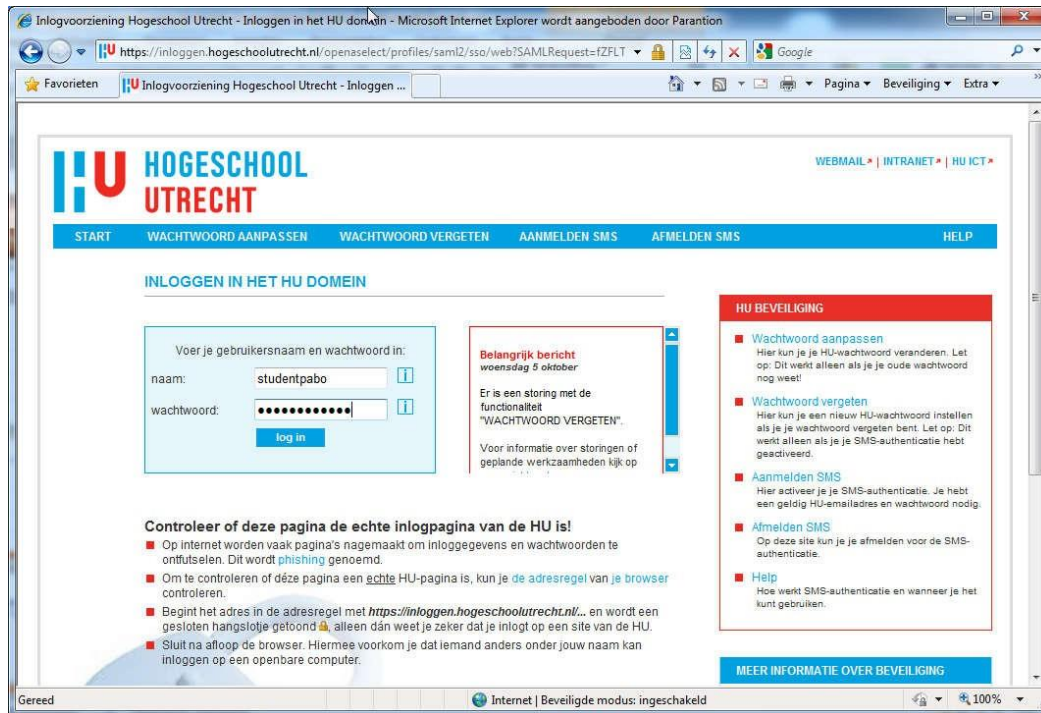 Inlogvoorziening Hogeschool Utrecht - Inloggen in het HU domein - Microsoft Internet Explorer wordt aangeboden door Parantion
https://inloggen.hogeschoolutrecht.nl/openaselect/profiles/saml2/sso/web?SAMLRequest=fZFLT
Google
Favorieten
Inlogvoorziening Hogeschool Utrecht - Inloggen ...
Pagina
Beveiliging
Extra
HU HOGESCHOOL
UTRECHT
WEBMAIL | INTRANET | HU ICT
START WACHTWOORD AANPASSEN WACHTWOORD VERGETEN AANMELDEN SMS AFMELDEN SMS HELP
INLOGGEN IN HET HU DOMEIN
Voer je gebruikersnaam en wachtwoord in:
naam: studentpabo
wachtwoord: ●●●●●●●●●●●●
log in
Belangrijk bericht
woensdag 5 oktober
Er is een storing met de
functionaliteit
"WACHTWOORD VERGETEN".
Voor informatie over storingen of
geplande werkzaamheden kijk op
Controleer of deze pagina de echte inlogpagina van de HU is!
Op internet worden vaak pagina's nagemaakt om inloggegevens en wachtwoorden te
ontfutselen. Dit wordt phishing genoemd.
Om te controleren of déze pagina een echte HU-pagina is, kun je de adresregel van je browser
controleren.
Begint het adres in de adresregel met https://inloggen.hogeschoolutrecht.nl/... en wordt een
gesloten hangslotje getoond, alleen dán weet je zeker dat je inlogt op een site van de HU.
Sluit na afloop de browser. Hiermee voorkom je dat iemand anders onder jouw naam kan
inloggen op een openbare computer.
HU BEVEILIGING
Wachtwoord aanpassen
Hier kun je je HU-wachtwoord veranderen. Let
op: Dit werkt alleen als je je oude wachtwoord
nog weet!
Wachtwoord vergeten
Hier kun je een nieuw HU-wachtwoord instellen
als je je wachtwoord vergeten bent. Let op: Dit
werkt alleen als je je SMS-authenticatie hebt
geactiveerd.
Aanmelden SMS
Hier activeer je je SMS-authenticatie. Je hebt
een geldig HU-emailadres en wachtwoord nodig.
Afmelden SMS
Op deze site kun je je afmelden voor de SMS-
authenticatie.
Help
Hoe werkt SMS-authenticatie en wanneer je het
kunt gebruiken.
MEER INFORMATIE OVER BEVEILIGING
Gereed
Internet | Beveiligde modus: ingeschakeld
100%